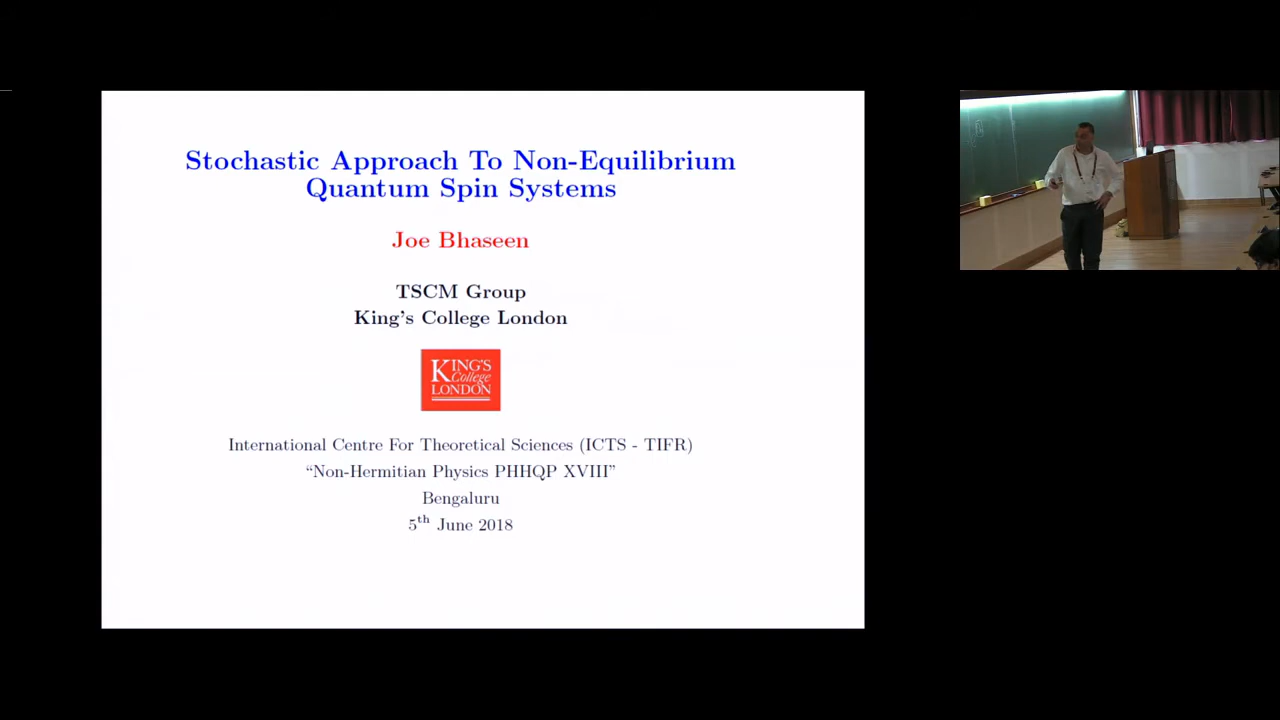 Stochastic Approach To Non-Equilibrium
Quantum Spin Systems
Joe Bhaseen
TSCM Group
King's College London
KING'S
College
LONDON
International Centre For Theoretical Sciences (ICTS - TIFR)
“Non-Hermitian Physics PHHQP XVIII”
Bengaluru
5th June 2018